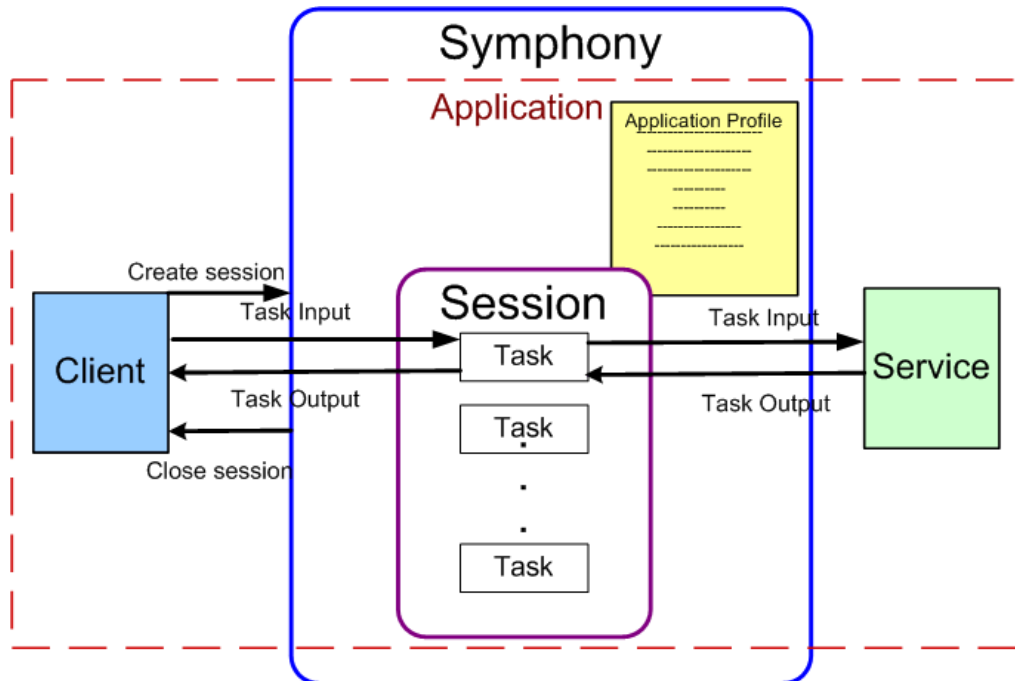 Symphony
Application
Application Profile
Create session
Task Input
Session
Task Input
Client
Task
Service
Task Output
Task Output
Task
Close session
Task